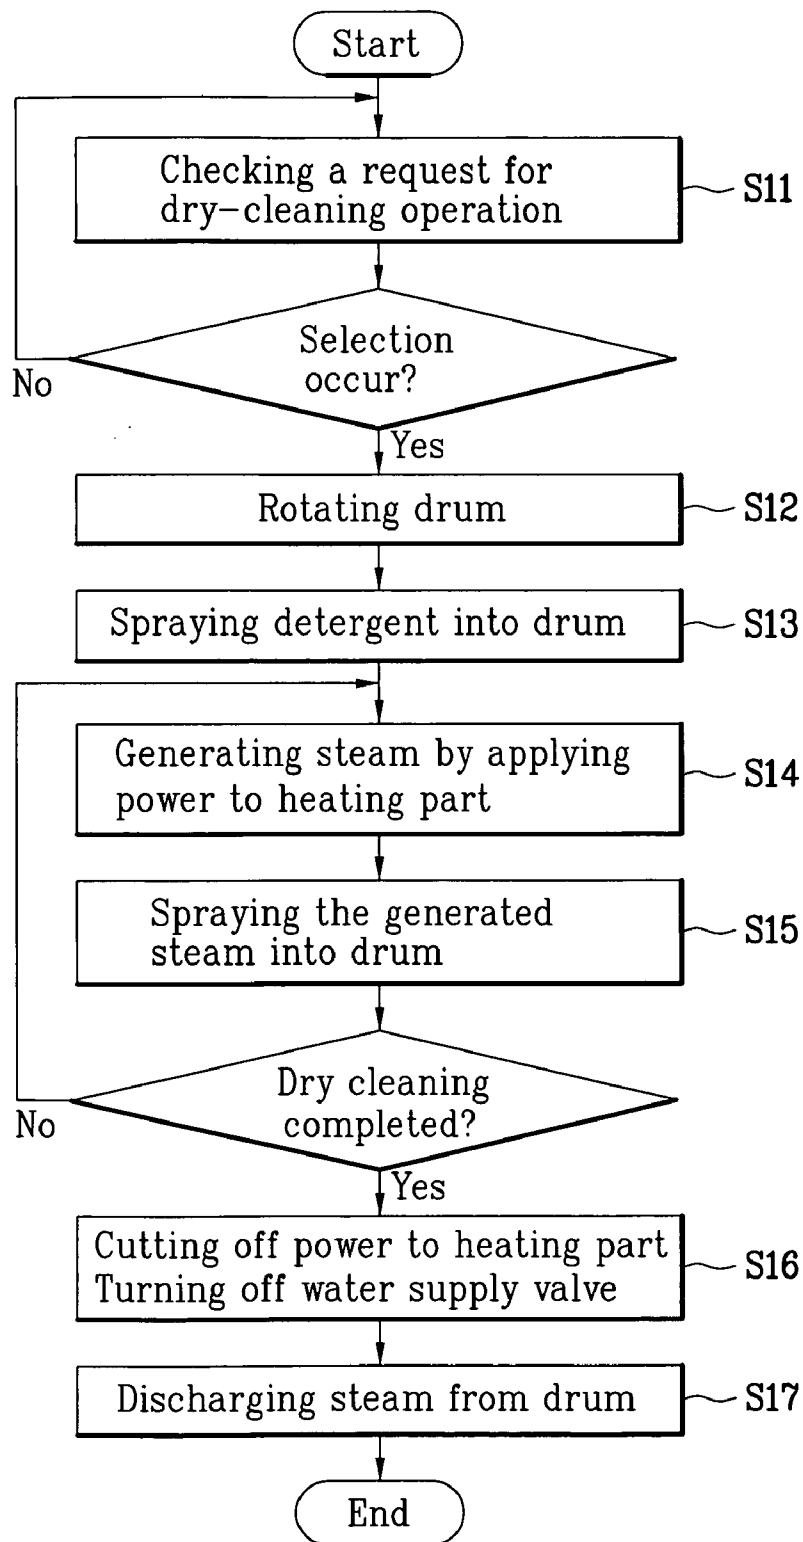 Start
Checking a request for
dry-cleaning operation
S11
Selection
occur?
No
Yes
Rotating drum
S12
Spraying detergent into drum
S13
Generating steam by applying
power to heating part
S14
Spraying the generated
steam into drum
S15
Dry cleaning
completed?
No
Yes
Cutting off power to heating part
Turning off water supply valve
S16
Discharging steam from drum
S17
End